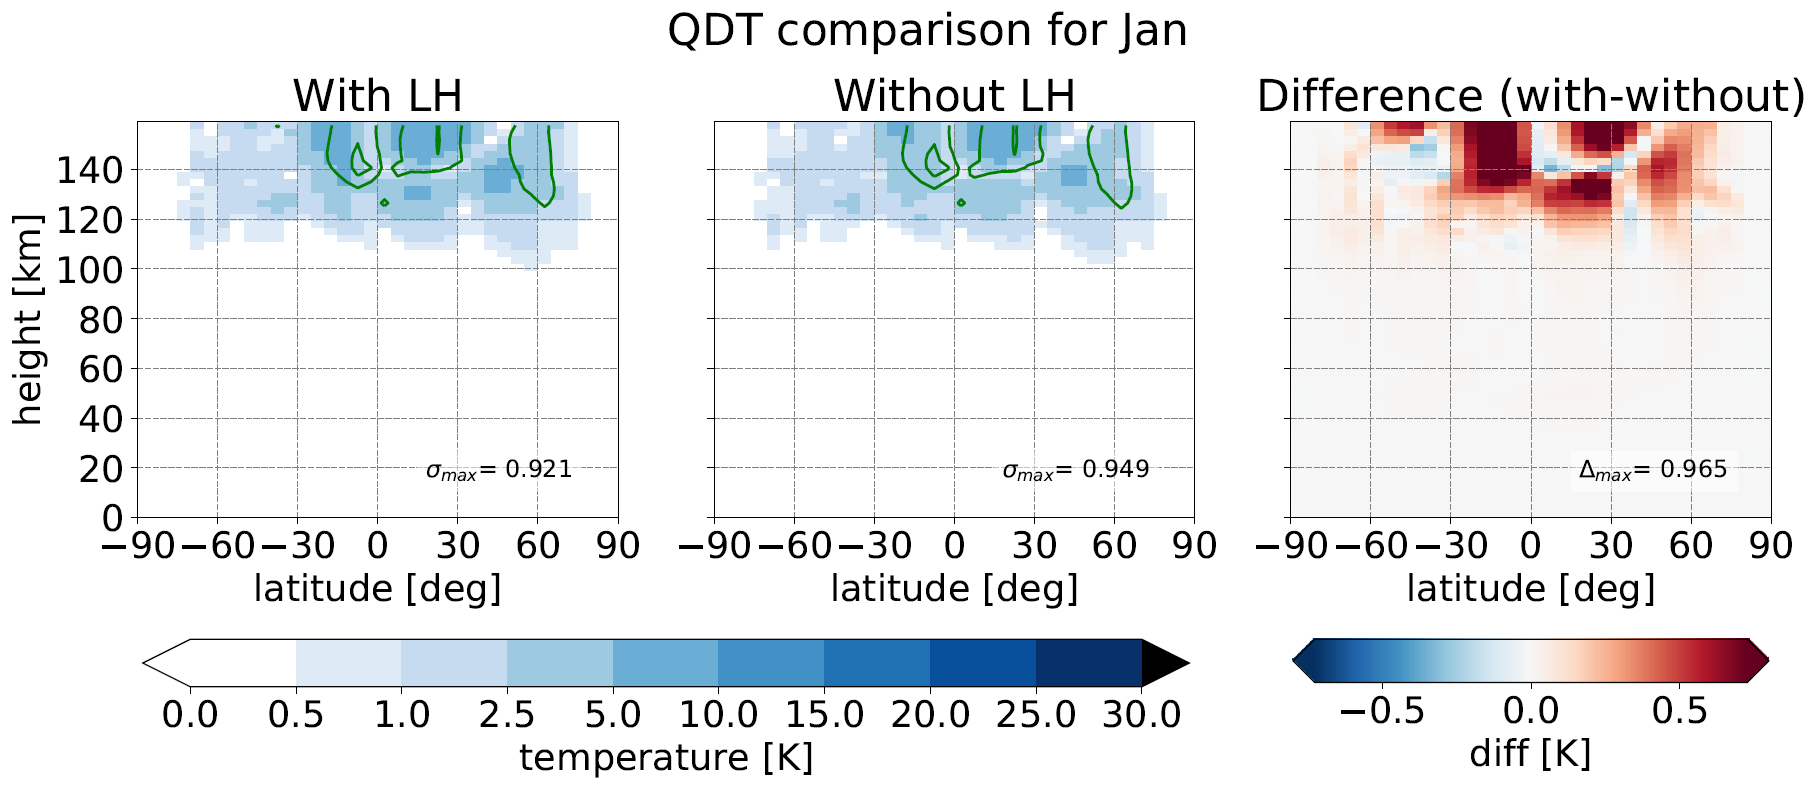 QDT comparison for Jan
With LH
Without LH
Difference (with-without)
height [km]
140
120
100
80
60
40
20
0
σmax= 0.921
σmax= 0.949
Δmax= 0.965
−90 −60 −30 0 30 60 90
−90 −60 −30 0 30 60 90
−90 −60 −30 0 30 60 90
latitude [deg]
latitude [deg]
latitude [deg]
0.0 0.5 1.0 2.5 5.0 10.0 15.0 20.0 25.0 30.0
temperature [K]
−0.5 0.0 0.5
diff [K]